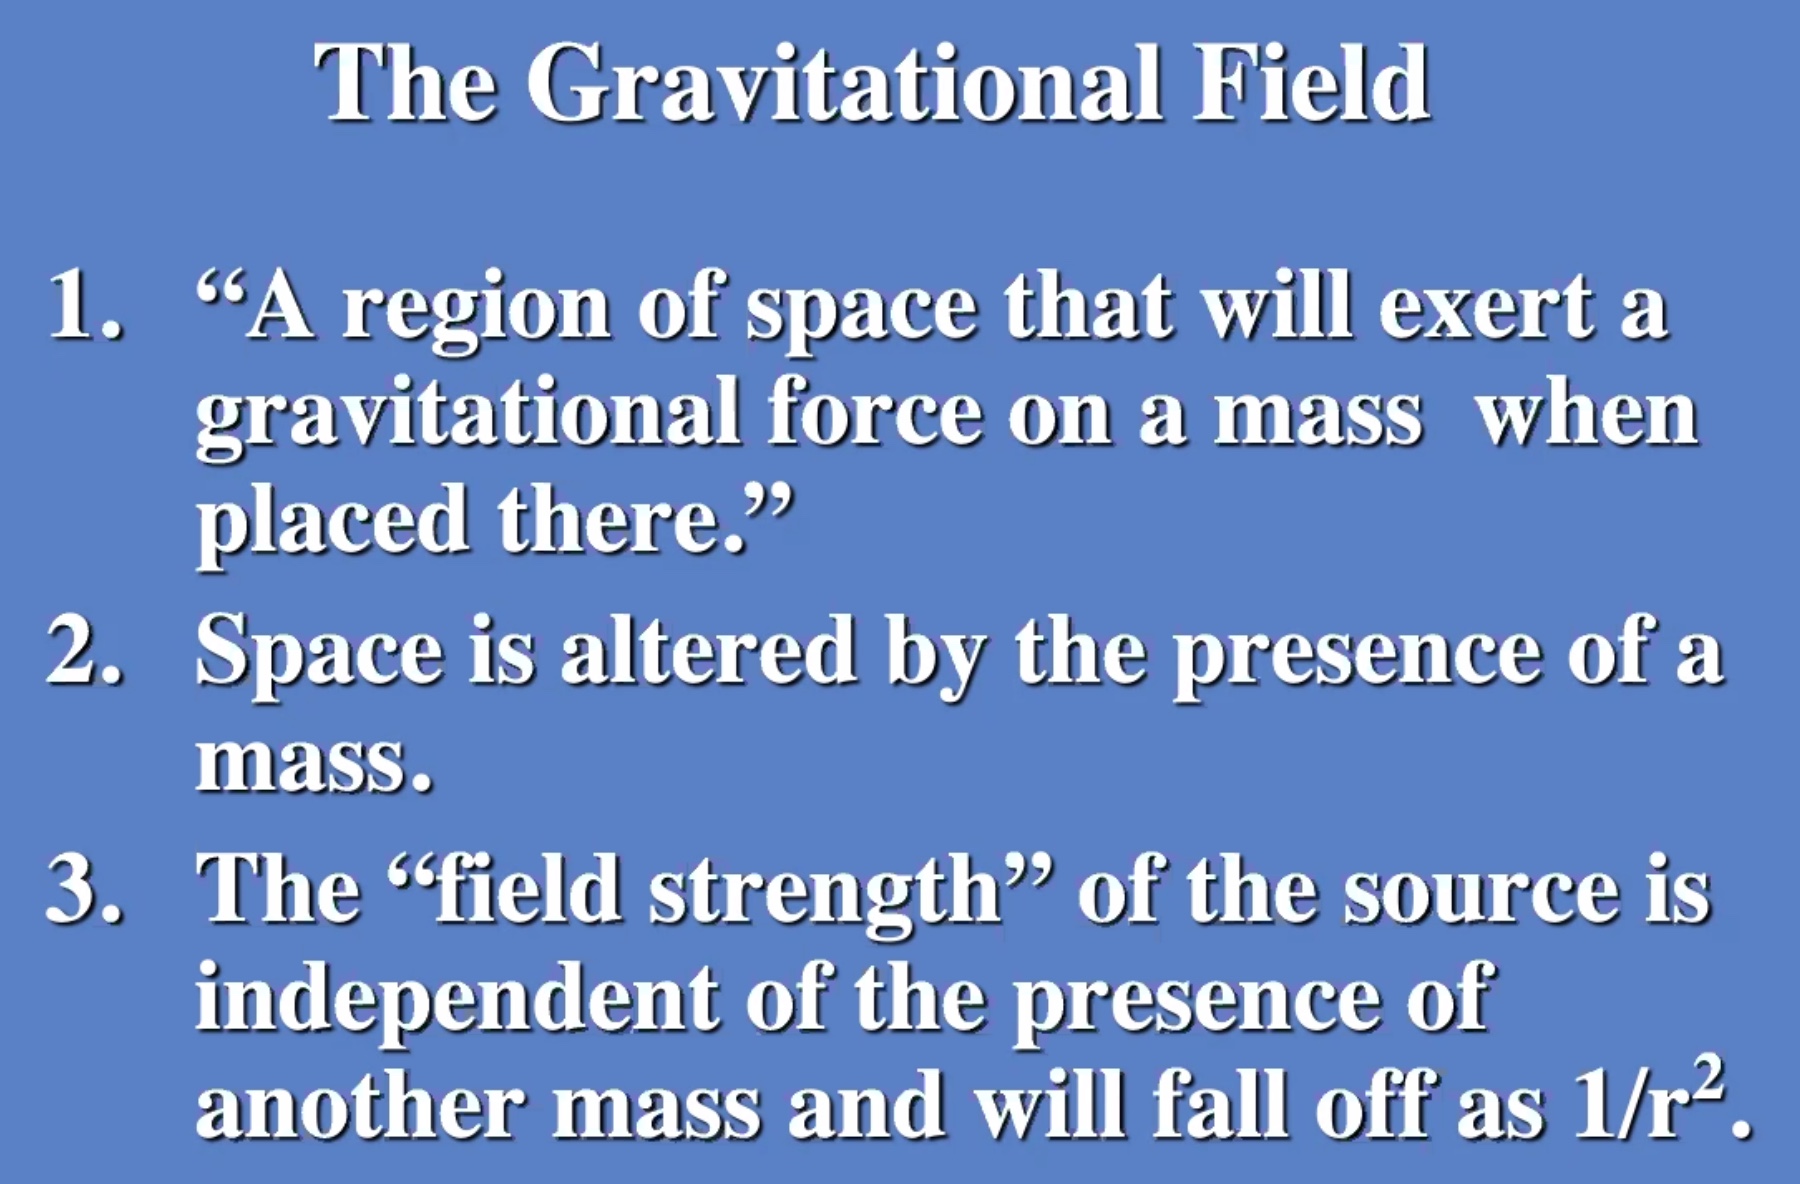 The Gravitational Field
1. “A region of space that will exert a
gravitational force on a mass  when
placed there.”
2. Space is altered by the presence of a
mass.
3. The “field strength” of the source is
independent of the presence of
another mass and will fall off as 1/r².